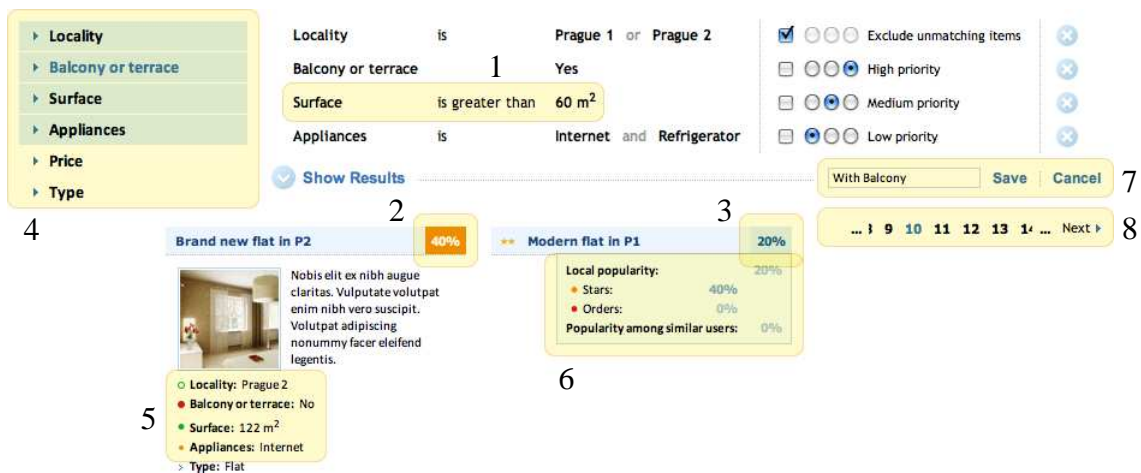 Locality
Balcony or terrace
Surface
Appliances
Price
Type
4
Locality is Prague 1 or Prague 2 Exclude unmatching items
1
Balcony or terrace Yes High priority
Surface is greater than 60 m² Medium priority
Appliances is Internet and Refrigerator Low priority
Show Results With Balcony Save Cancel 7
... 9 10 11 12 13 ... Next 8
2
Brand new flat in P2 40%
Nobis elit ex nibh augue
claritas. Vulputate volutpat
enim nibh vero suscipit.
Volutpat adipiscing
nonummy facer eleifend
legentis.
5
Locality: Prague 2
Balcony or terrace: No
Surface: 122 m²
Appliances: Internet
Type: Flat
3
Modern flat in P1 20%
Local popularity: 20%
Stars: 40%
Orders: 0%
Popularity among similar users: 0%
6